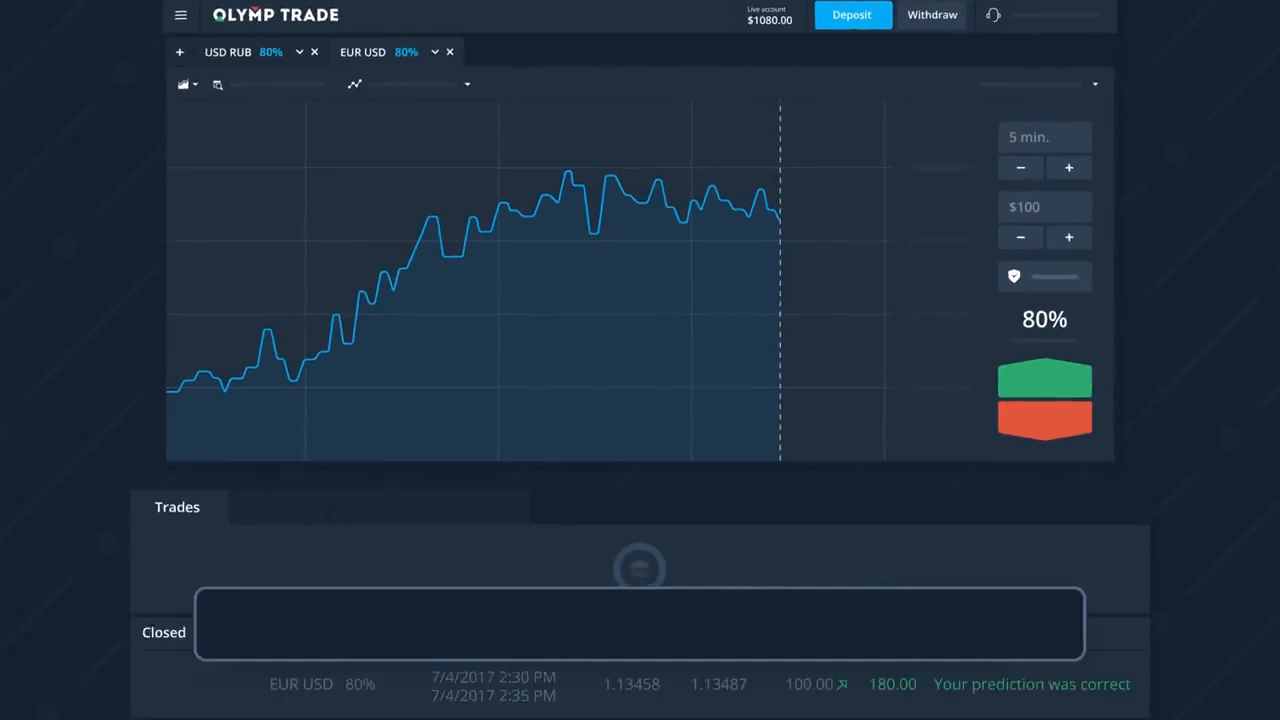 OLYMP TRADE
Live account
$1080.00
Deposit
Withdraw
+ USD RUB 80% ×
EUR USD 80% ×
5 min.
− +
$100
− +
80%
Trades
Closed
EUR USD 80% 7/4/2017 2:30 PM 1.13458 1.13487 100.00 180.00 Your prediction was correct
7/4/2017 2:35 PM